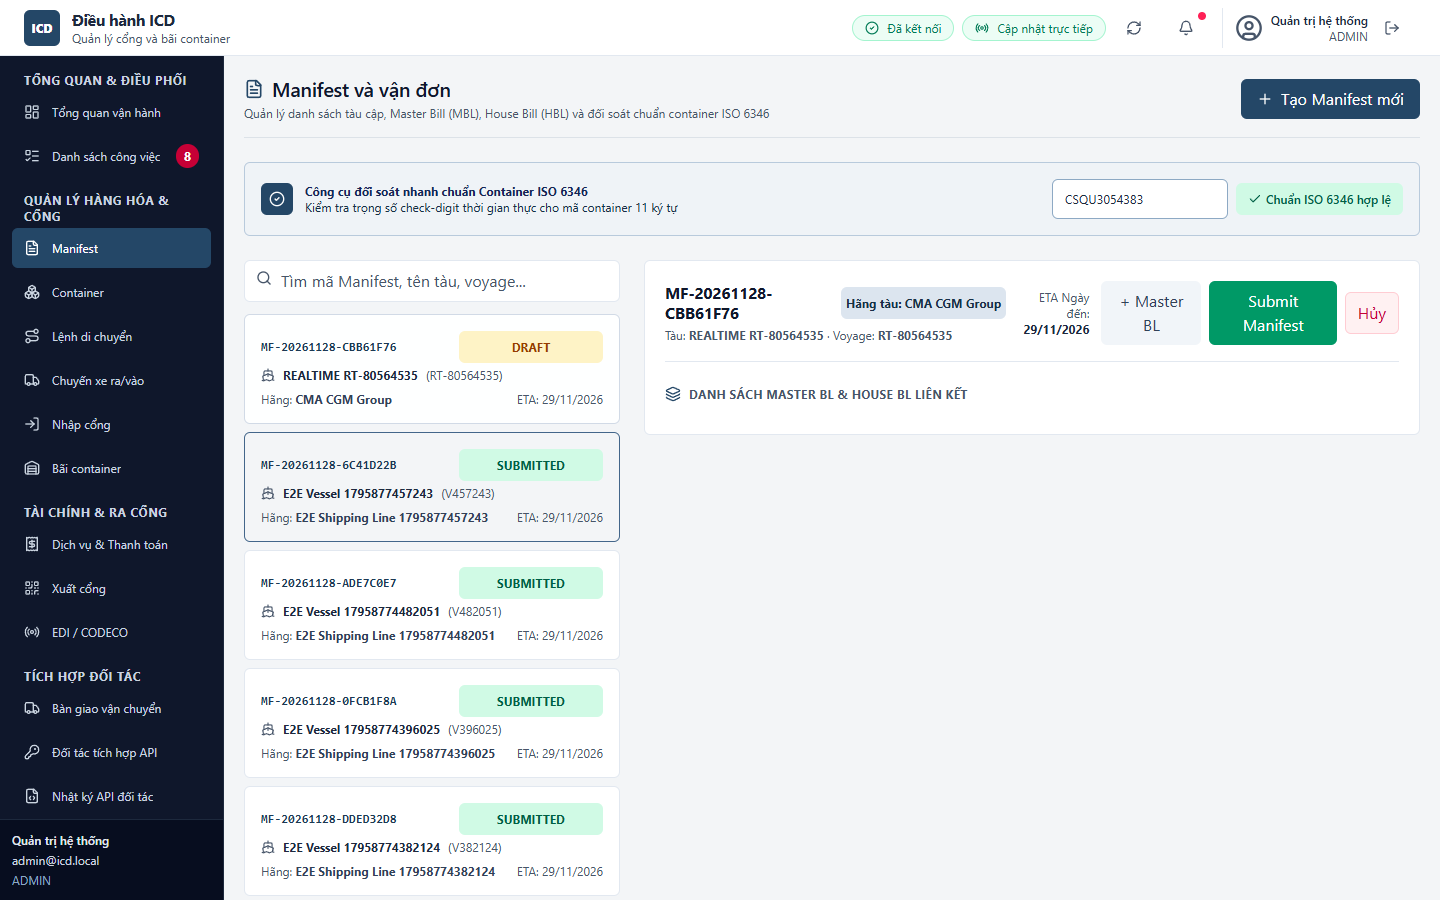 ICD
Điều hành ICD
Quản lý cổng và bãi container
Đã kết nối
Cập nhật trực tiếp
Quản trị hệ thống
ADMIN
TỔNG QUAN & ĐIỀU PHỐI
Tổng quan vận hành
Danh sách công việc
8
QUẢN LÝ HÀNG HÓA &
CỔNG
Manifest
Container
Lệnh di chuyển
Chuyến xe ra/vào
Nhập cổng
Bãi container
TÀI CHÍNH & RA CỔNG
Dịch vụ & Thanh toán
Xuất cổng
EDI / CODECO
TÍCH HỢP ĐỐI TÁC
Bàn giao vận chuyển
Đối tác tích hợp API
Nhật ký API đối tác
Quản trị hệ thống
admin@icd.local
ADMIN
Manifest và vận đơn
Quản lý danh sách tàu cập, Master Bill (MBL), House Bill (HBL) và đối soát chuẩn container ISO 6346
+ Tạo Manifest mới
Công cụ đối soát nhanh chuẩn Container ISO 6346
Kiểm tra trọng số check-digit thời gian thực cho mã container 11 ký tự
CSQU3054383
Chuẩn ISO 6346 hợp lệ
Tìm mã Manifest, tên tàu, voyage...
MF-20261128-CBB61F76
DRAFT
REALTIME RT-80564535 (RT-80564535)
Hãng: CMA CGM Group
ETA: 29/11/2026
MF-20261128-6C41D22B
SUBMITTED
E2E Vessel 1795877457243 (V457243)
Hãng: E2E Shipping Line 1795877457243
ETA: 29/11/2026
MF-20261128-ADE7C0E7
SUBMITTED
E2E Vessel 17958774482051 (V482051)
Hãng: E2E Shipping Line 17958774482051
ETA: 29/11/2026
MF-20261128-0FCB1F8A
SUBMITTED
E2E Vessel 17958774396025 (V396025)
Hãng: E2E Shipping Line 17958774396025
ETA: 29/11/2026
MF-20261128-DDED32D8
SUBMITTED
E2E Vessel 17958774382124 (V382124)
Hãng: E2E Shipping Line 17958774382124
ETA: 29/11/2026
MF-20261128-
CBB61F76
Hãng tàu: CMA CGM Group
Tàu: REALTIME RT-80564535 · Voyage: RT-80564535
ETA Ngày
đến:
29/11/2026
+ Master
BL
Submit
Manifest
Hủy
DANH SÁCH MASTER BL & HOUSE BL LIÊN KẾT